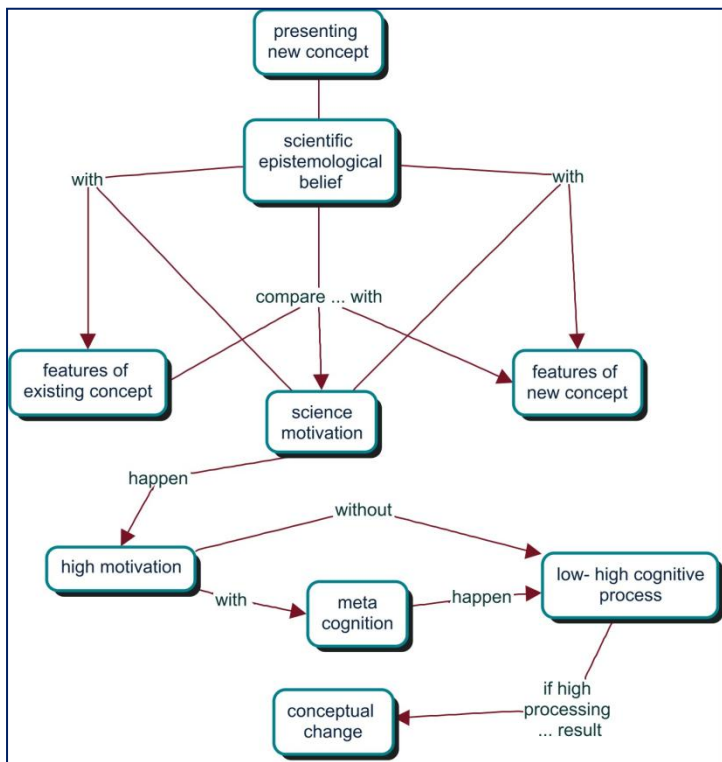 presenting
new concept
scientific
epistemological
belief
with
with
compare ... with
features of
existing concept
features of
new concept
science
motivation
happen
without
high motivation
low- high cognitive
process
with
meta
cognition
happen
if high
processing
... result
conceptual
change